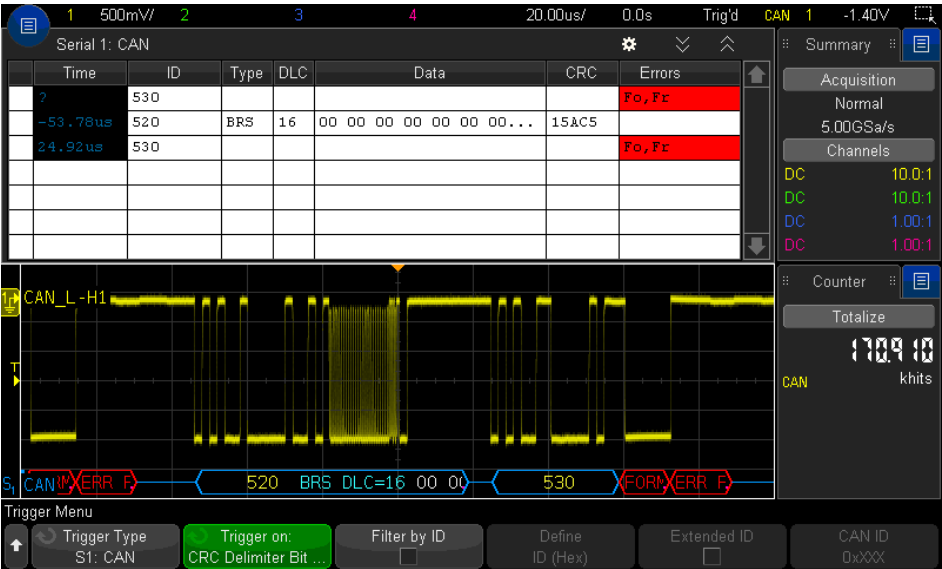 1 500mV/ 2 3 4 20.00us/ 0.0s Trig'd CAN 1 -1.40V
Serial 1: CAN
Time ID Type DLC Data CRC Errors
? 530 Fo,Fr
-53.78us 520 BRS 16 00 00 00 00 00 00 00... 15AC5
24.92us 530 Fo,Fr
Summary
Acquisition
Normal
5.00GSa/s
Channels
DC 10.0:1
DC 10.0:1
DC 1.00:1
DC 1.00:1
1 CAN_L -H1
T
S1 CAN ERR F 520 BRS DLC=16 00 00 530 FORM ERR F
Counter
Totalize
170.910
CAN khits
Trigger Menu
Trigger Type
S1: CAN
Trigger on:
CRC Delimiter Bit ...
Filter by ID
Define
ID (Hex)
Extended ID
CAN ID
0xXXX